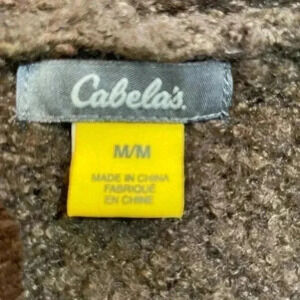 Cabela's.
M/M
MADE IN CHINA
FABRIQUÉ
EN CHINE